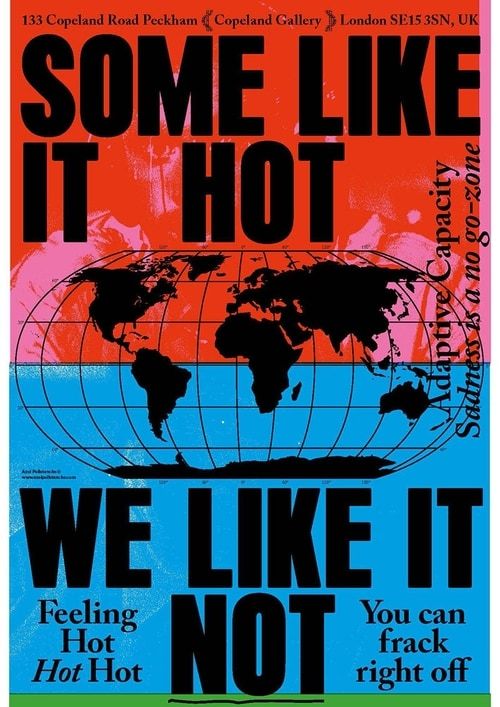 133 Copeland Road Peckham Copeland Gallery London SE15 3SN, UK
SOME LIKE
IT HOT
Adaptive Capacity
Sadness is a no go-zone
WE LIKE IT
NOT
Feeling
Hot
Hot Hot
You can
frack
right off